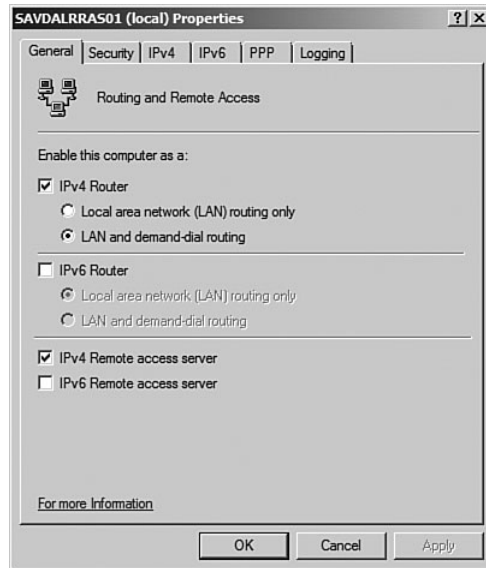 SAVDALRRAS01 (local) Properties
General Security IPv4 IPv6 PPP Logging
Routing and Remote Access
Enable this computer as a:
IPv4 Router
Local area network (LAN) routing only
LAN and demand-dial routing
IPv6 Router
Local area network (LAN) routing only
LAN and demand-dial routing
IPv4 Remote access server
IPv6 Remote access server
For more Information
OK Cancel Apply